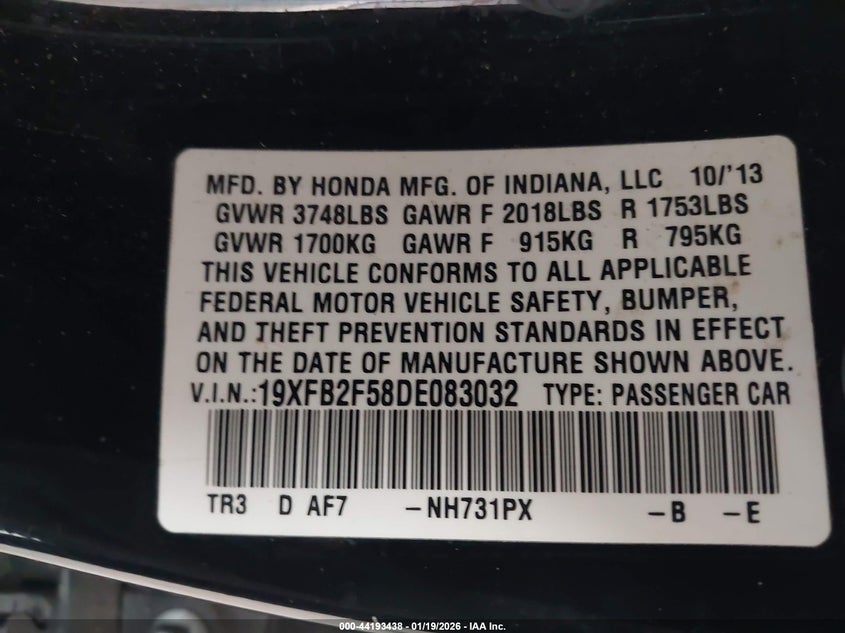 MFD. BY HONDA MFG. OF INDIANA, LLC 10/'13
GVWR 3748LBS GAWR F 2018LBS R 1753LBS
GVWR 1700KG GAWR F 915KG R 795KG
THIS VEHICLE CONFORMS TO ALL APPLICABLE
FEDERAL MOTOR VEHICLE SAFETY, BUMPER,
AND THEFT PREVENTION STANDARDS IN EFFECT
ON THE DATE OF MANUFACTURE SHOWN ABOVE.
V.I.N.:19XFB2F58DE083032 TYPE: PASSENGER CAR
TR3 D AF7 -NH731PX -B -E
000-44193438 - 01/19/2026 - IAA Inc.